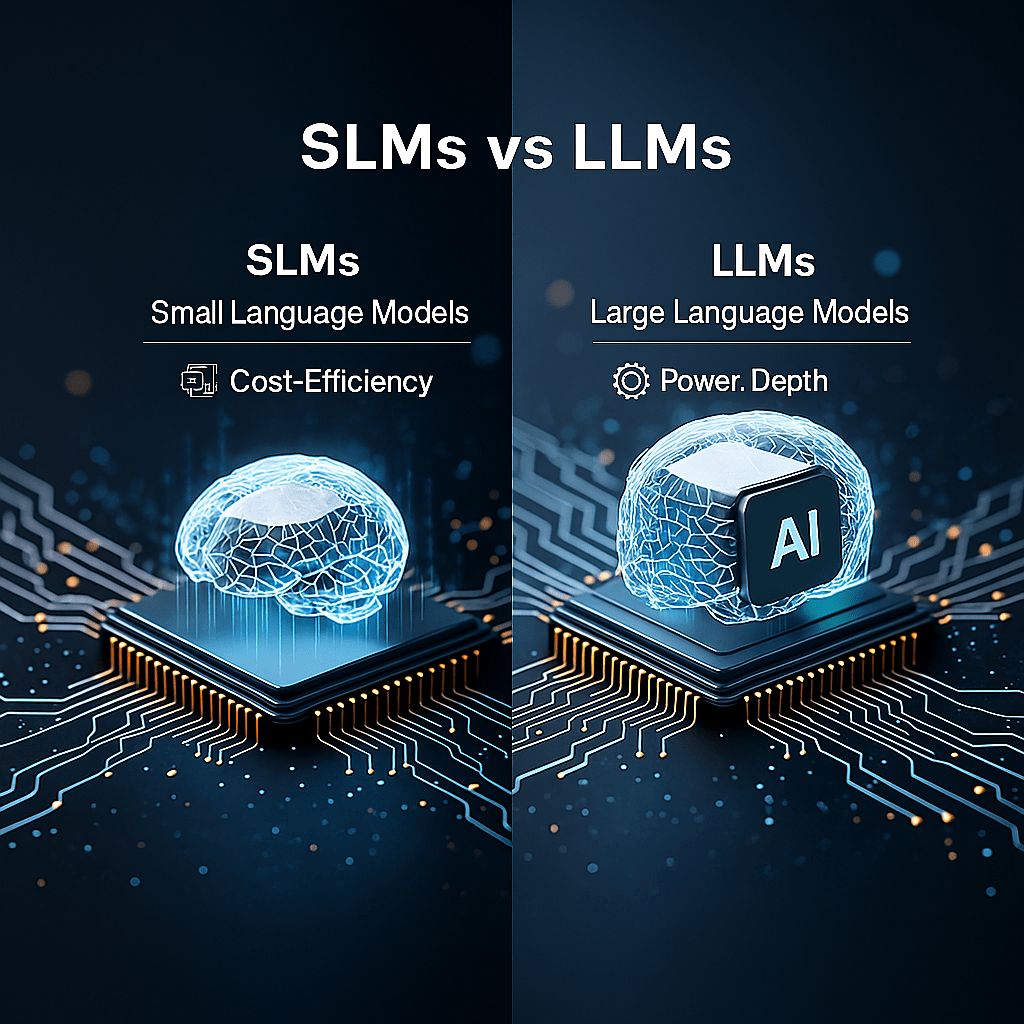 SLMs vs LLMs
SLMs
Small Language Models
Cost-Efficiency
LLMs
Large Language Models
Power. Depth
AI